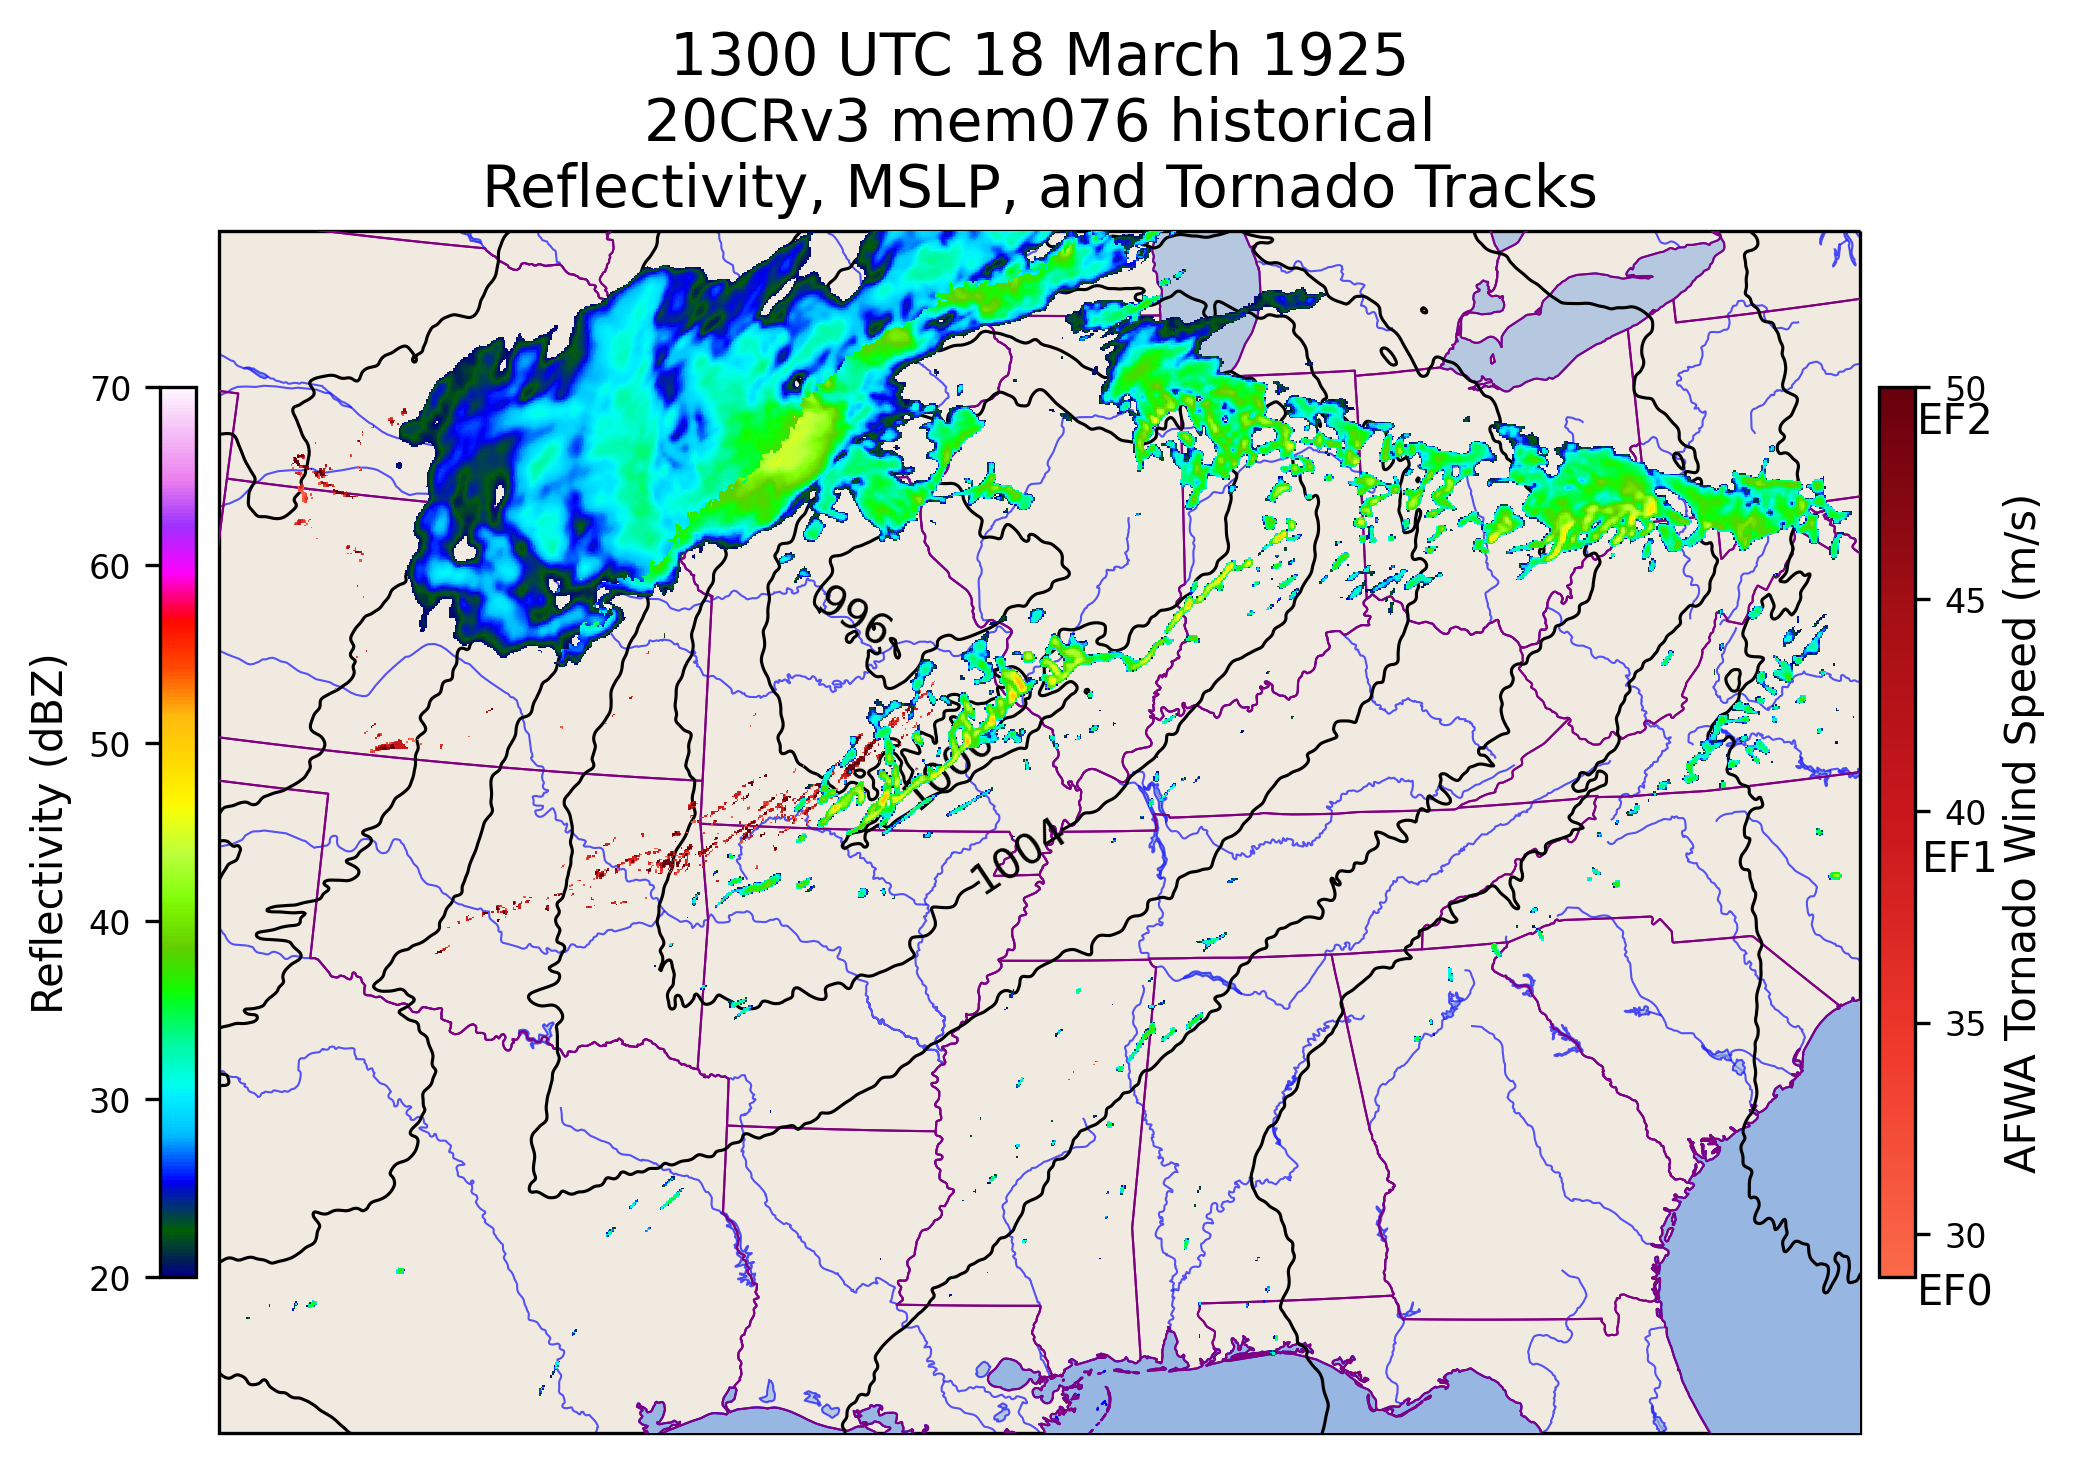 1300 UTC 18 March 1925
20CRv3 mem076 historical
Reflectivity, MSLP, and Tornado Tracks
70
60
50
40
30
20
Reflectivity (dBZ)
996
1000
1004
50
EF2
45
40
EF1
35
30
EF0
AFWA Tornado Wind Speed (m/s)